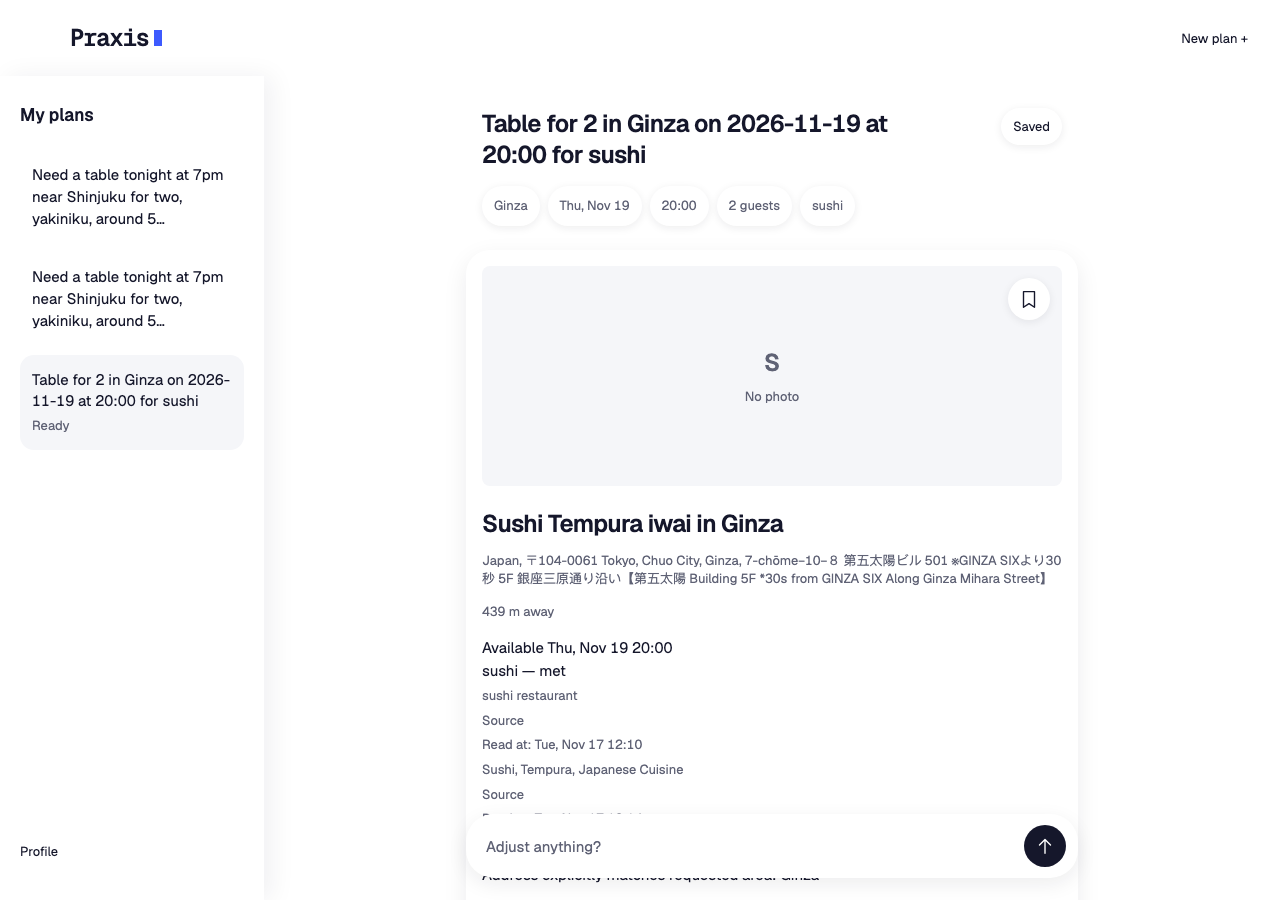 Praxis
New plan +
My plans
Need a table tonight at 7pm
near Shinjuku for two,
yakiniku, around 5…
Need a table tonight at 7pm
near Shinjuku for two,
yakiniku, around 5…
Table for 2 in Ginza on 2026-
11-19 at 20:00 for sushi
Ready
Profile
Table for 2 in Ginza on 2026-11-19 at
20:00 for sushi
Saved
Ginza
Thu, Nov 19
20:00
2 guests
sushi
S
No photo
Sushi Tempura iwai in Ginza
Japan, 〒104-0061 Tokyo, Chuo City, Ginza, 7-chōme−10−８ 第五太陽ビル 501 ※GINZA SIXより30
秒 5F 銀座三原通り沿い【第五太陽 Building 5F *30s from GINZA SIX Along Ginza Mihara Street】
439 m away
Available Thu, Nov 19 20:00
sushi — met
sushi restaurant
Source
Read at: Tue, Nov 17 12:10
Sushi, Tempura, Japanese Cuisine
Source
Adjust anything?
Address explicitly matches requested area: Ginza